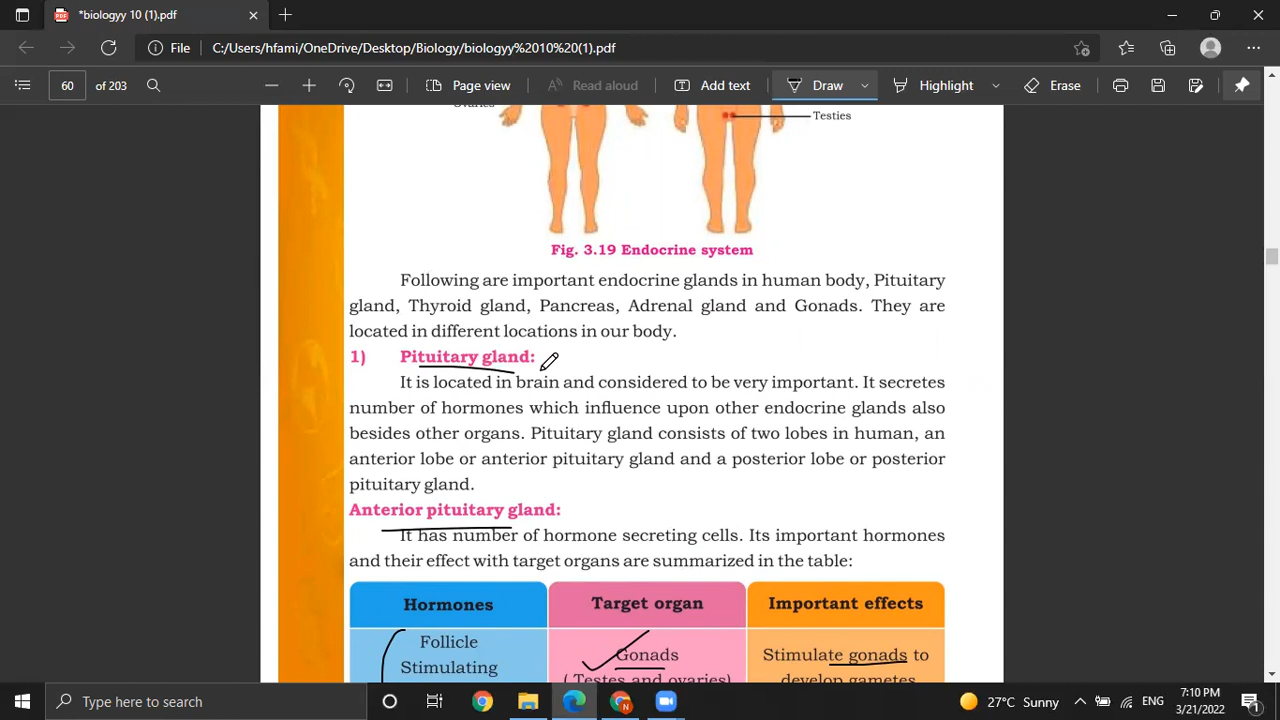 *biologyy 10 (1).pdf
File C:/Users/hfami/OneDrive/Desktop/Biology/biologyy%2010%20(1).pdf
60 of 203 Page view Read aloud Add text Draw Highlight Erase
Ovaries
Testies
Fig. 3.19 Endocrine system
Following are important endocrine glands in human body, Pituitary
gland, Thyroid gland, Pancreas, Adrenal gland and Gonads. They are
located in different locations in our body.
1) Pituitary gland:
It is located in brain and considered to be very important. It secretes
number of hormones which influence upon other endocrine glands also
besides other organs. Pituitary gland consists of two lobes in human, an
anterior lobe or anterior pituitary gland and a posterior lobe or posterior
pituitary gland.
Anterior pituitary gland:
It has number of hormone secreting cells. Its important hormones
and their effect with target organs are summarized in the table:
Hormones Target organ Important effects
Follicle
Stimulating
Gonads
( Testes and ovaries)
Stimulate gonads to
develop gametes
Type here to search
27°C Sunny ENG 7:10 PM
3/21/2022